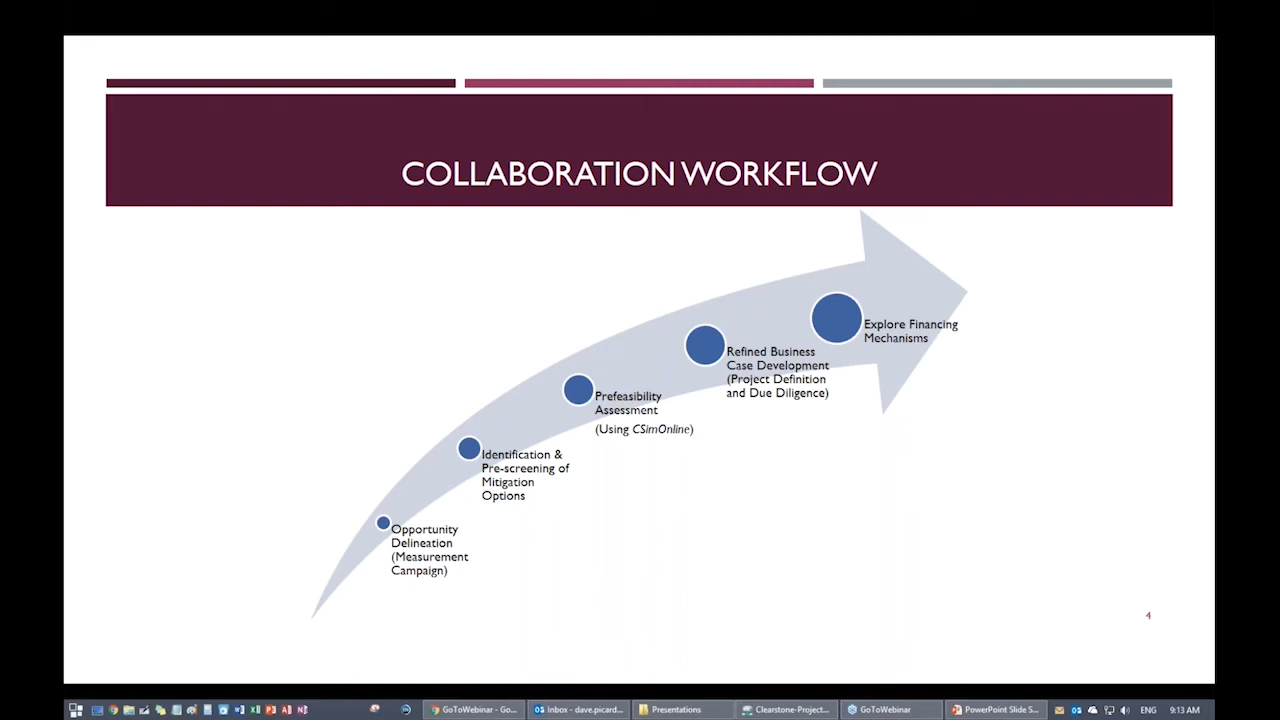 COLLABORATION WORKFLOW
Explore Financing
Mechanisms
Refined Business
Case Development
(Project Definition
and Due Diligence)
Prefeasibility
Assessment
(Using CSimOnline)
Identification &
Pre-screening of
Mitigation
Options
Opportunity
Delineation
(Measurement
Campaign)
4
GoToWebinar - Go...
Inbox - dave.picard...
Presentations
Clearstone-Project...
GoToWebinar
PowerPoint Slide S...
ENG
9:13 AM